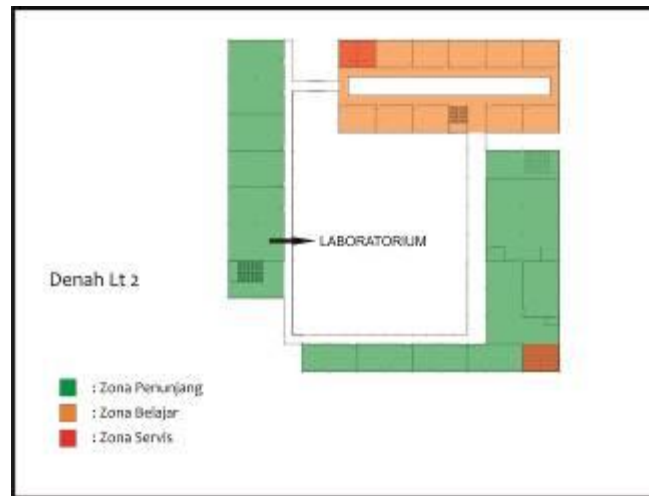 LABORATORIUM
Denah Lt 2
: Zona Penunjang
: Zona Belajar
: Zona Servis